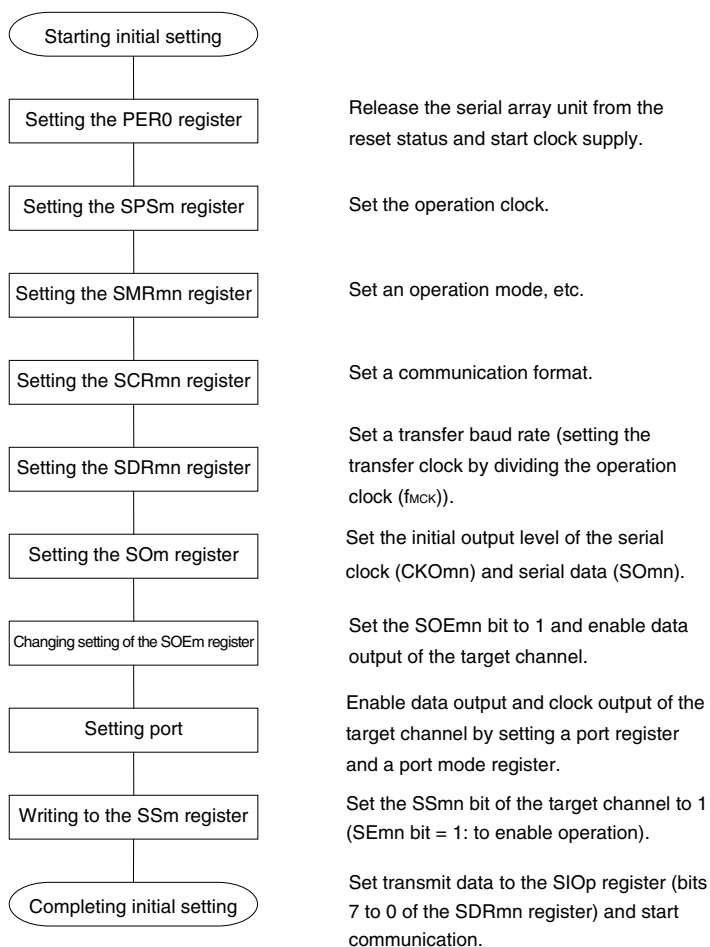 Starting initial setting
Setting the PER0 register
Release the serial array unit from the
reset status and start clock supply.
Setting the SPSm register
Set the operation clock.
Setting the SMRmn register
Set an operation mode, etc.
Setting the SCRmn register
Set a communication format.
Setting the SDRmn register
Set a transfer baud rate (setting the
transfer clock by dividing the operation
clock (fMCK)).
Setting the SOm register
Set the initial output level of the serial
clock (CKOmn) and serial data (SOmn).
Changing setting of the SOEm register
Set the SOEmn bit to 1 and enable data
output of the target channel.
Setting port
Enable data output and clock output of the
target channel by setting a port register
and a port mode register.
Writing to the SSm register
Set the SSmn bit of the target channel to 1
(SEmn bit = 1: to enable operation).
Completing initial setting
Set transmit data to the SIOp register (bits
7 to 0 of the SDRmn register) and start
communication.